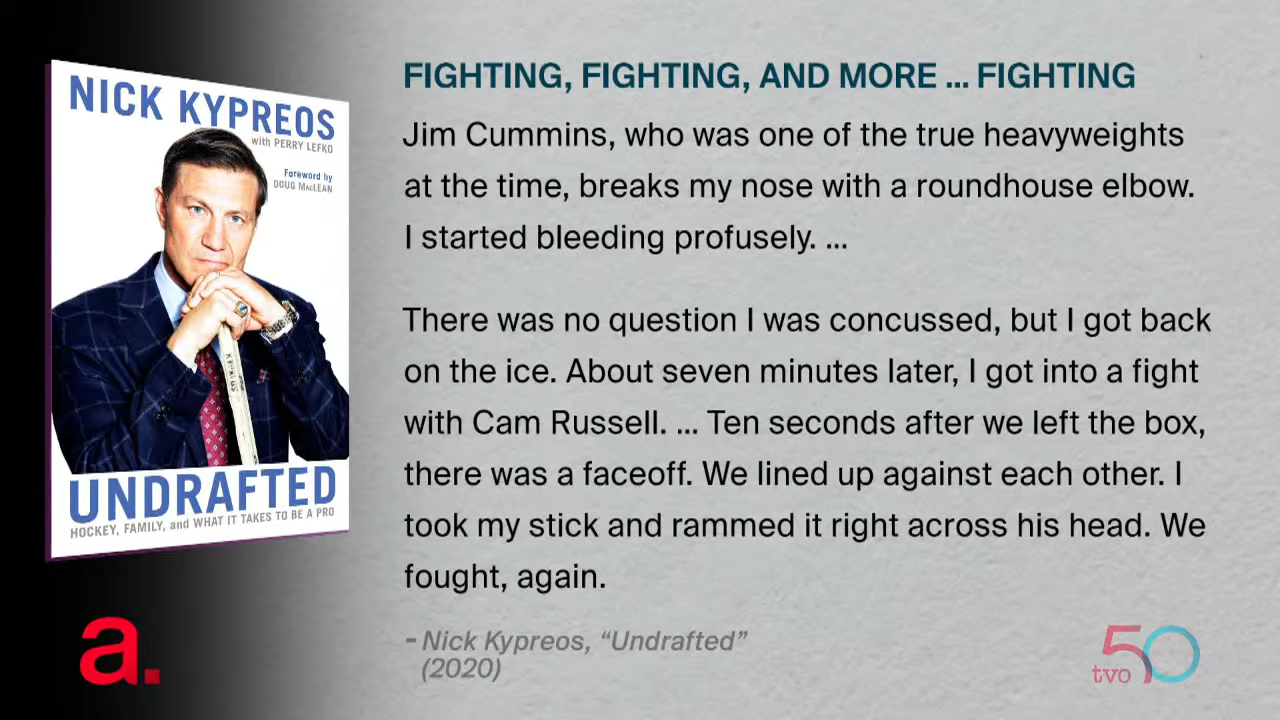 NICK KYPREOS
with PERRY LEFKO
Foreword by
DOUG MacLEAN
KYPREOS
UNDRAFTED
HOCKEY, FAMILY, and WHAT IT TAKES TO BE A PRO
FIGHTING, FIGHTING, AND MORE ... FIGHTING
Jim Cummins, who was one of the true heavyweights
at the time, breaks my nose with a roundhouse elbow.
I started bleeding profusely. ...
There was no question I was concussed, but I got back
on the ice. About seven minutes later, I got into a fight
with Cam Russell. ... Ten seconds after we left the box,
there was a faceoff. We lined up against each other. I
took my stick and rammed it right across his head. We
fought, again.
- Nick Kypreos, “Undrafted”
(2020)
a.
tvo 50